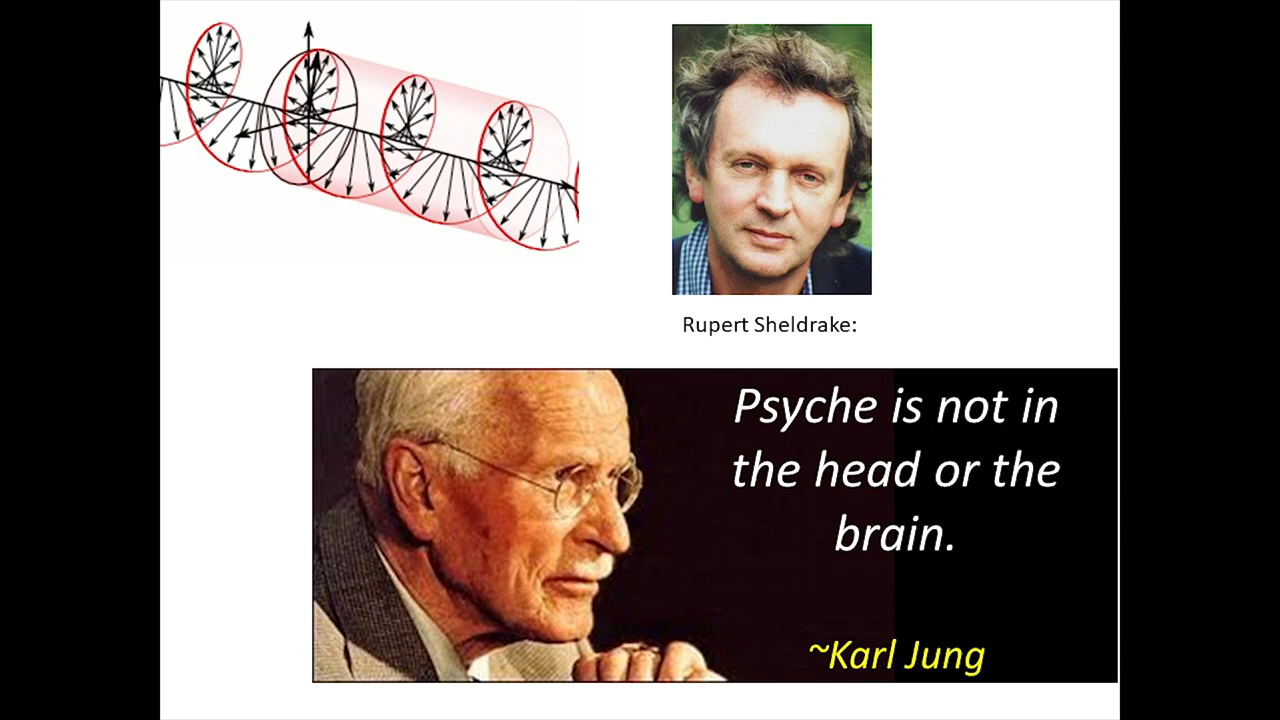 Rupert Sheldrake:
Psyche is not in
the head or the
brain.
~Karl Jung